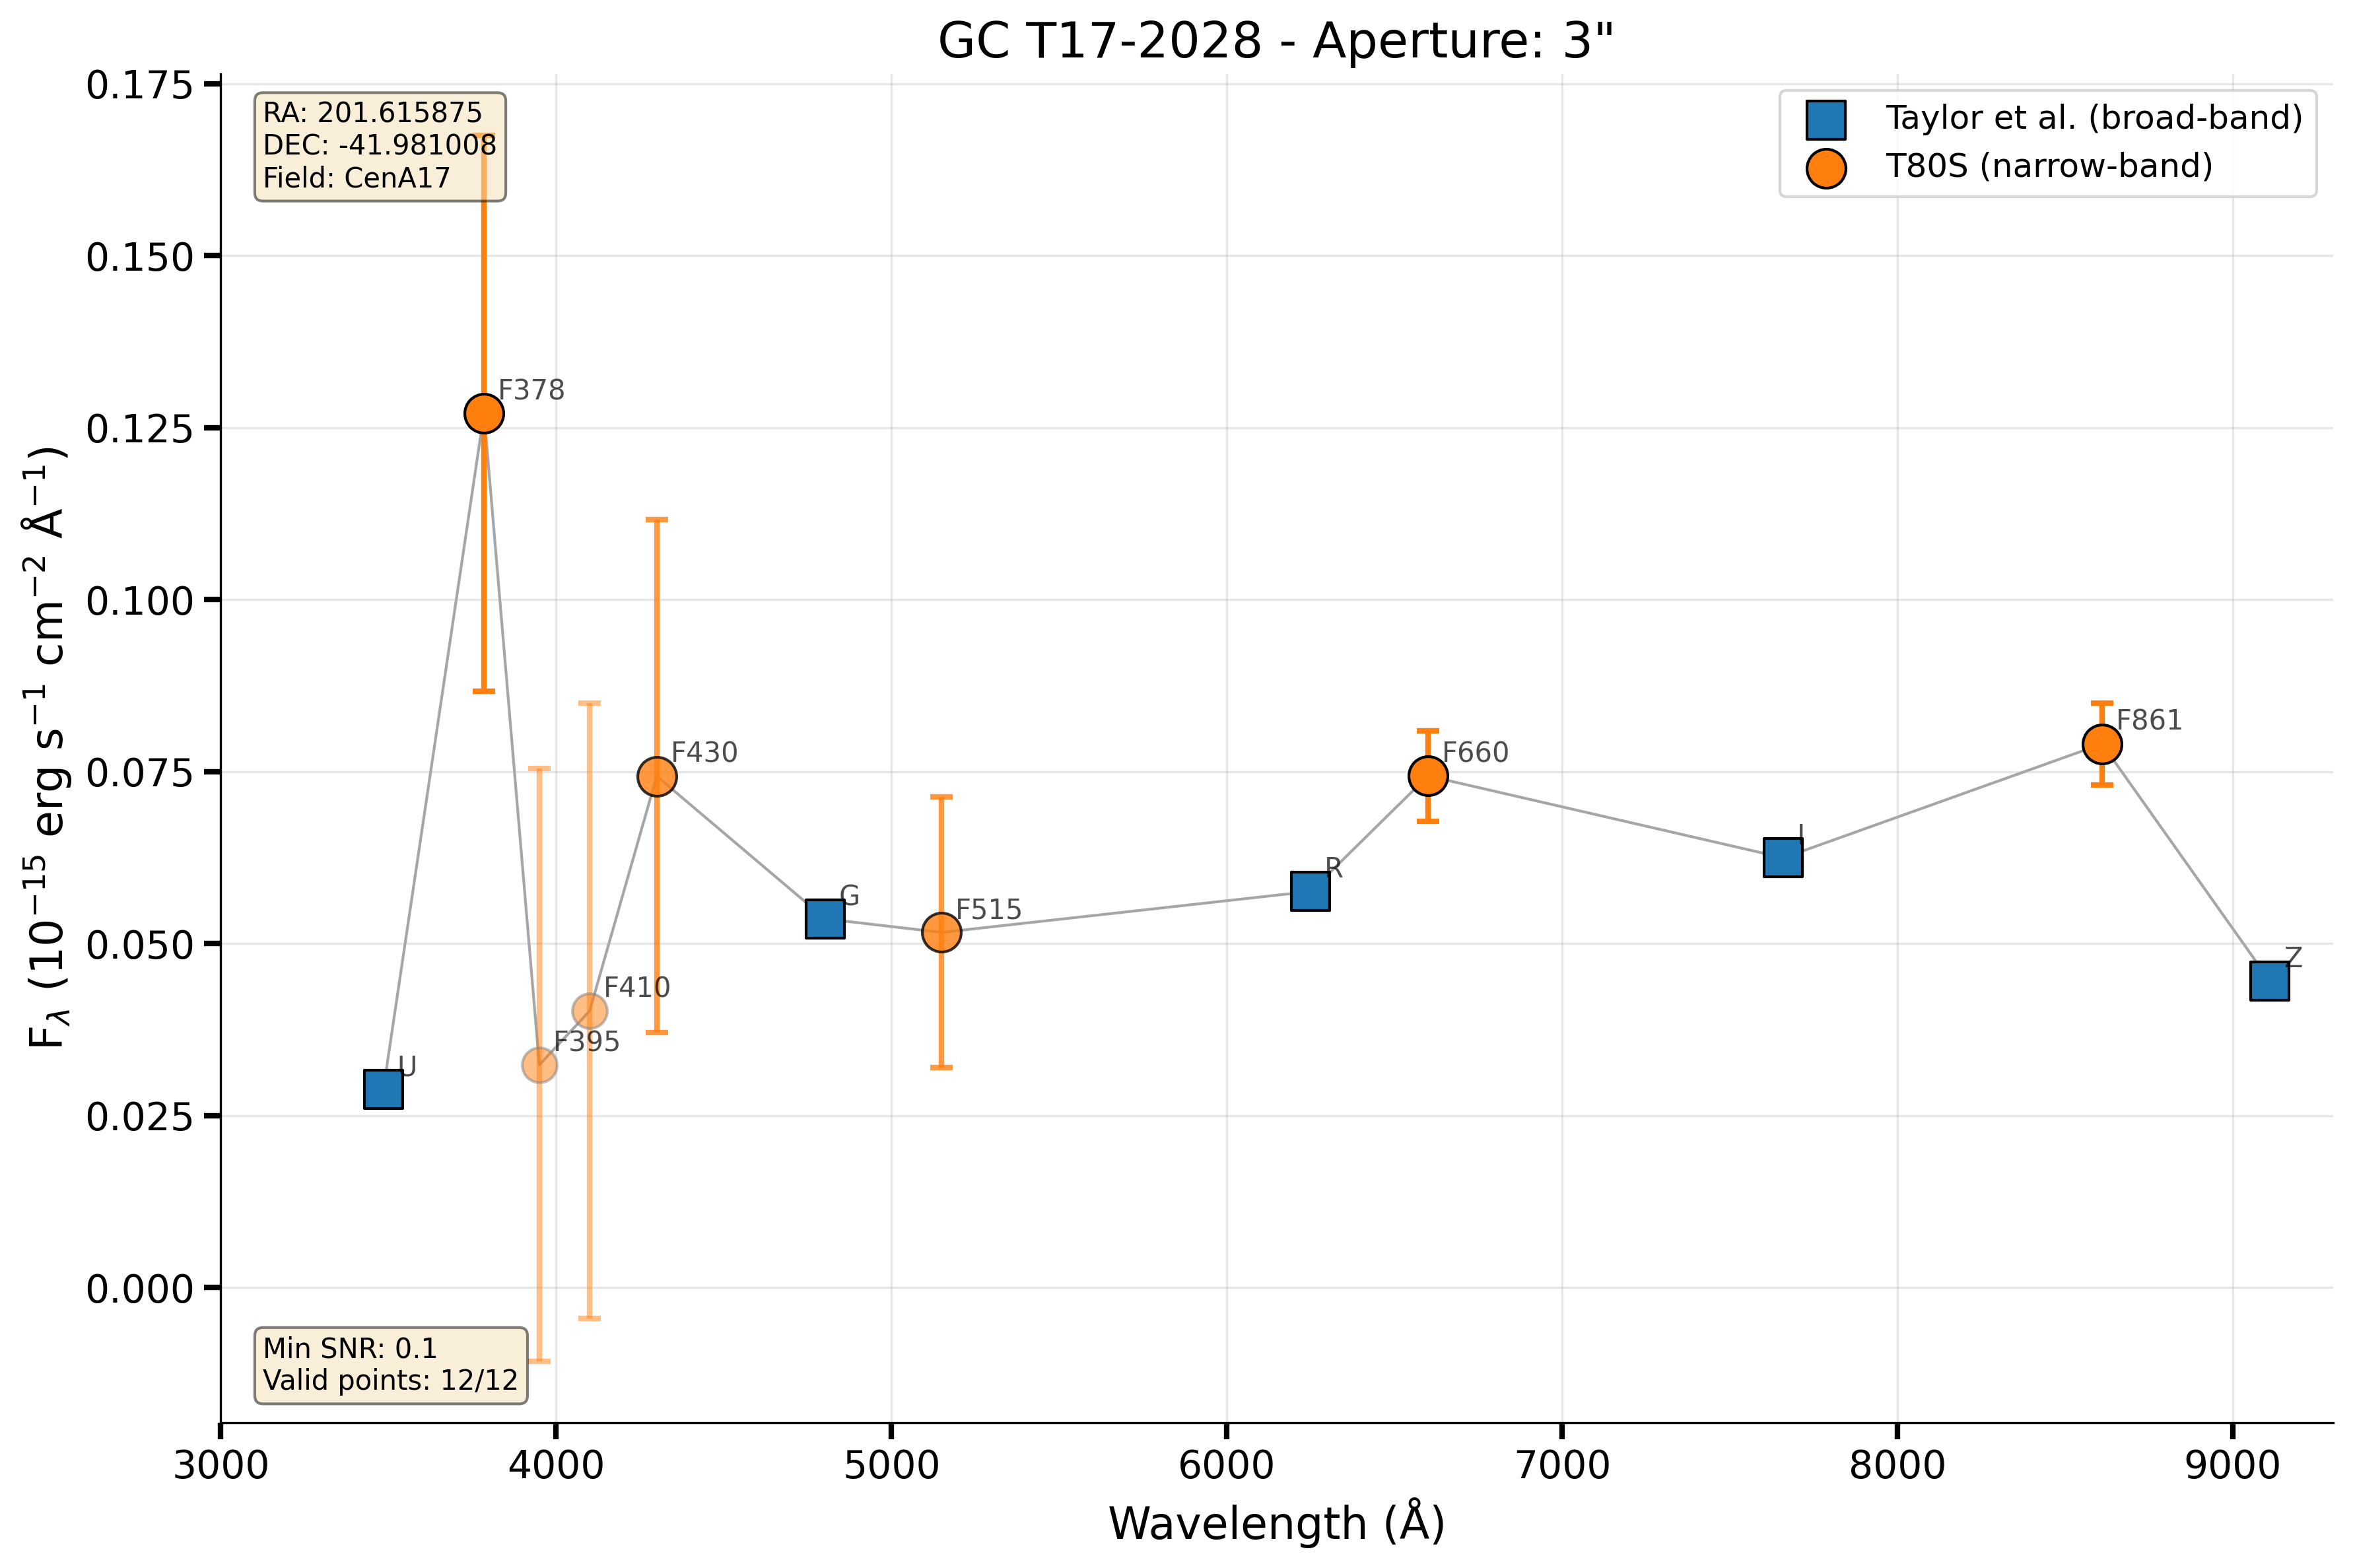 GC T17-2028 - Aperture: 3"
RA: 201.615875
DEC: -41.981008
Field: CenA17
Taylor et al. (broad-band)
T80S (narrow-band)
0.175
0.150
0.125
0.100
0.075
0.050
0.025
0.000
F_λ (10⁻¹⁵ erg s⁻¹ cm⁻² Å⁻¹)
U
F378
F395
F410
F430
G
F515
R
F660
I
F861
Z
Min SNR: 0.1
Valid points: 12/12
3000 4000 5000 6000 7000 8000 9000
Wavelength (Å)